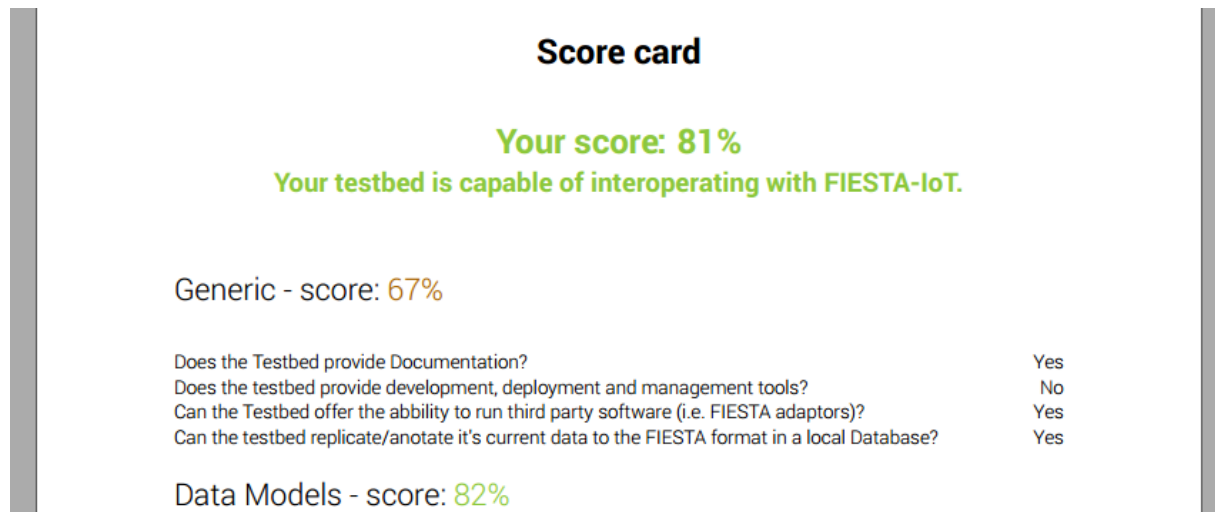 Score card
Your score: 81%
Your testbed is capable of interoperating with FIESTA-IoT.
Generic - score: 67%
Does the Testbed provide Documentation? Yes
Does the testbed provide development, deployment and management tools? No
Can the Testbed offer the abbility to run third party software (i.e. FIESTA adaptors)? Yes
Can the testbed replicate/anotate it's current data to the FIESTA format in a local Database? Yes
Data Models - score: 82%